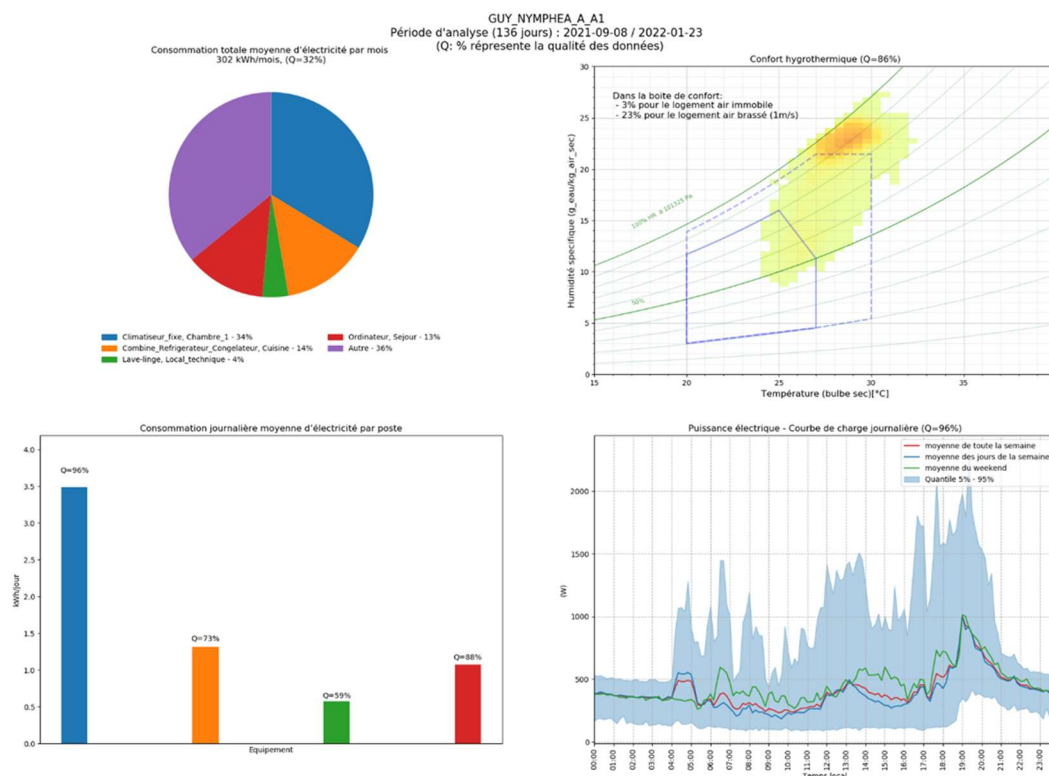 GUY_NYMPHEA_A_A1
Période d'analyse (136 jours) : 2021-09-08 / 2022-01-23
(Q: % répresente la qualité des données)
Consommation totale moyenne d'électricité par mois
302 kWh/mois, (Q=32%)
Climatiseur_fixe, Chambre_1 - 34%
Combine_Refrigerateur_Congelateur, Cuisine - 14%
Lave-linge, Local_technique - 4%
Ordinateur, Sejour - 13%
Autre - 36%
Confort hygrothermique (Q=86%)
Dans la boite de confort:
- 3% pour le logement air immobile
- 23% pour le logement air brassé (1m/s)
100% HR à 101325 Pa
50%
Humidité specifique (g_eau/kg_air_sec)
30
25
20
15
10
5
0
15 20 25 30 35
Température (bulbe sec)[°C]
Consommation journalière moyenne d'électricité par poste
kWh/jour
4.0
3.5
3.0
2.5
2.0
1.5
1.0
0.5
0.0
Q=96%
Q=73%
Q=59%
Q=88%
Equipement
Puissance électrique - Courbe de charge journalière (Q=96%)
moyenne de toute la semaine
moyenne des jours de la semaine
moyenne du weekend
Quantile 5% - 95%
(W)
2000
1500
1000
500
0
00:00 01:00 02:00 03:00 04:00 05:00 06:00 07:00 08:00 09:00 10:00 11:00 12:00 13:00 14:00 15:00 16:00 17:00 18:00 19:00 20:00 21:00 22:00 23:00
Temps local